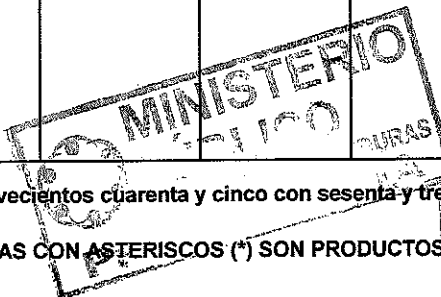 MINISTERIO
vecientos cuarenta y cinco con sesenta y tre
AS CON ASTERISCOS (*) SON PRODUCTOS